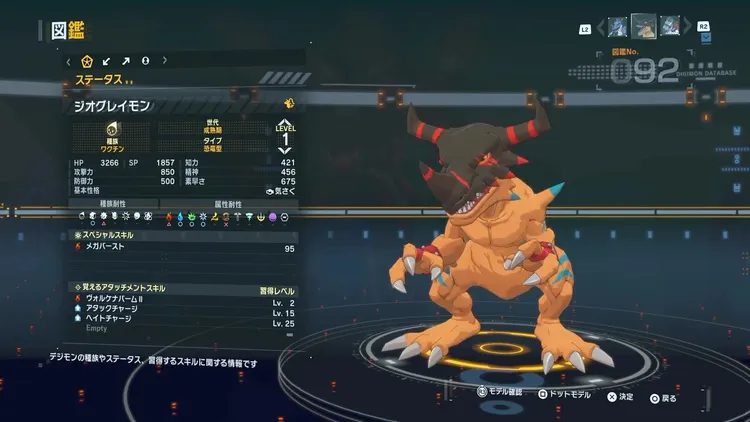 図鑑
L2
R2
図鑑No.
092
DIGIMON DATABASE
ステータス
ジオグレイモン
種族
ワクチン
世代
成熟期
タイプ
恐竜型
LEVEL
1
HP 3266 SP 1857 知力 421
攻撃力 850 精神 456
防御力 500 素早さ 675
基本性格 気さく
種族耐性 属性耐性
スペシャルスキル
メガバースト 95
覚えるアタッチメントスキル 習得レベル
ヴォルケナパームⅡ Lv. 2
アタックチャージ Lv. 15
ヘイトチャージ Lv. 25
Empty
デジモンの種族やステータス、習得するスキルに関する情報です
R3 モデル確認 ドットモデル 決定 戻る